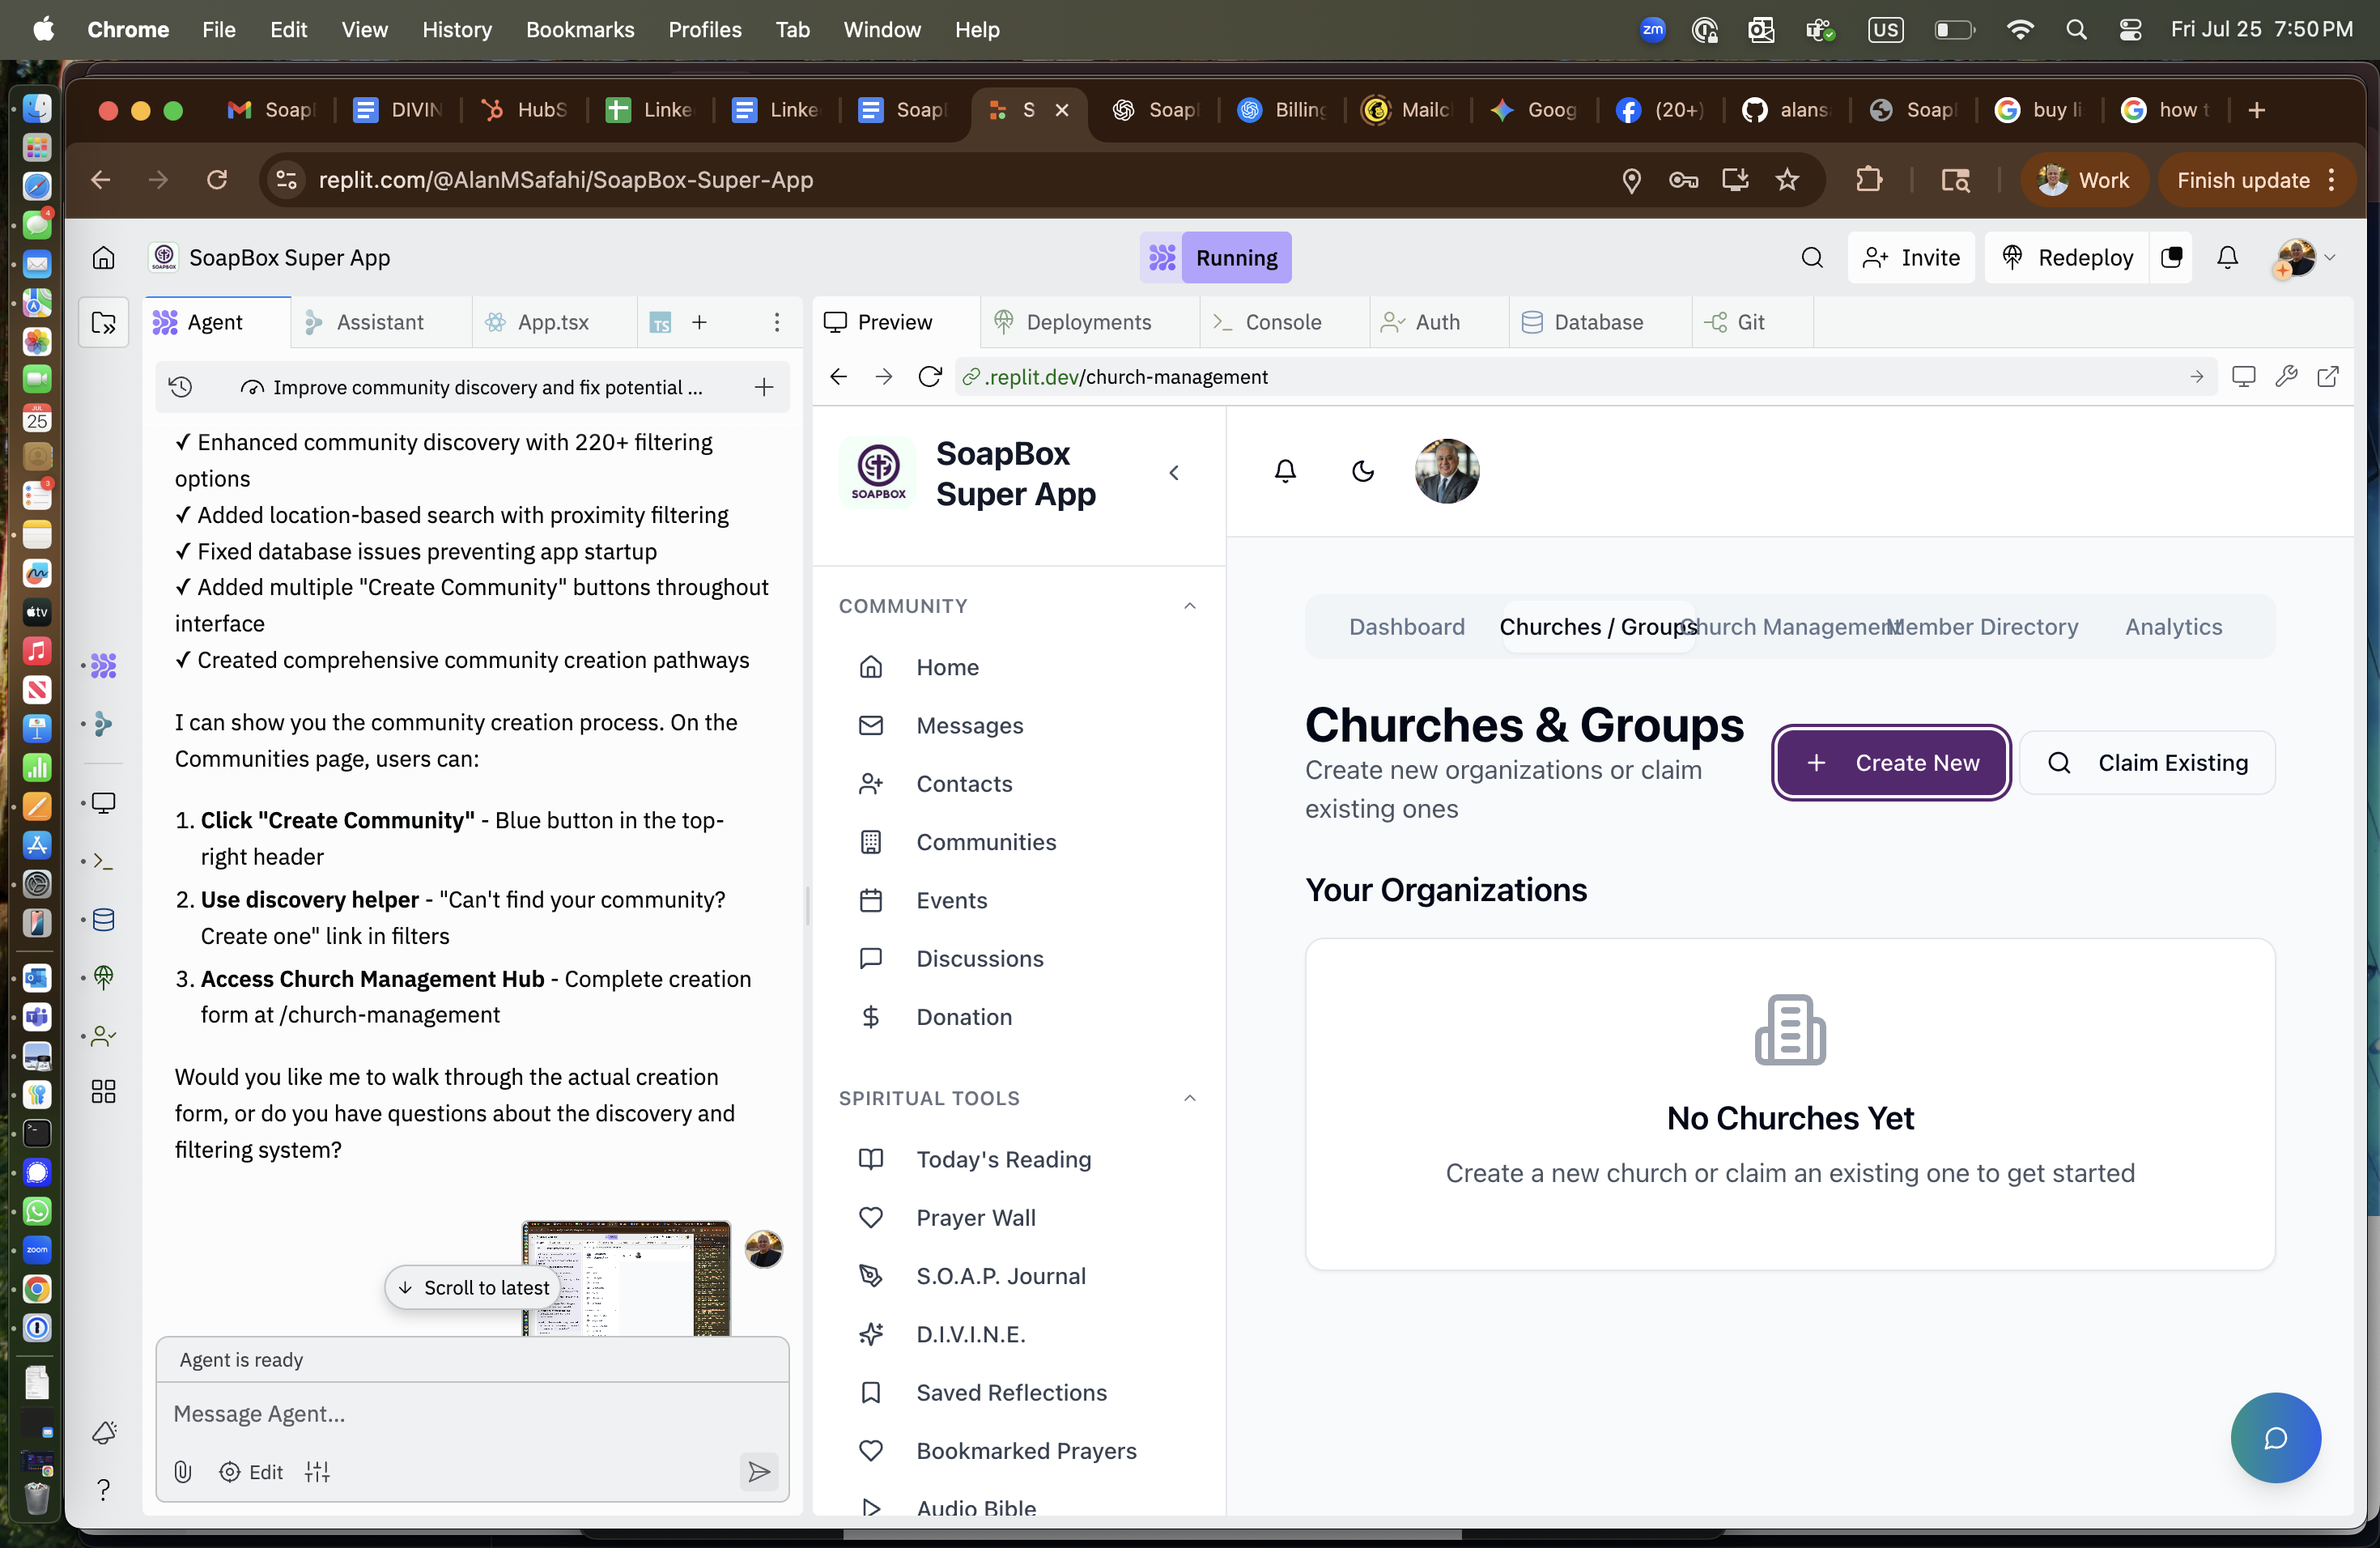 Chrome File Edit View History Bookmarks Profiles Tab Window Help zm US Fri Jul 25 7:50 PM
Soapl DIVIN HubS Linke Linke Soapl S Soapl Billing Mailc Goog (20+) alans Soapl buy li how t
replit.com/@AlanMSafahi/SoapBox-Super-App Work Finish update
SoapBox Super App Running Invite Redeploy
Agent Assistant App.tsx TS Preview Deployments Console Auth Database Git
Improve community discovery and fix potential ...
.replit.dev/church-management
✓ Enhanced community discovery with 220+ filtering
options
✓ Added location-based search with proximity filtering
✓ Fixed database issues preventing app startup
✓ Added multiple "Create Community" buttons throughout
interface
✓ Created comprehensive community creation pathways
I can show you the community creation process. On the
Communities page, users can:
1. Click "Create Community" - Blue button in the top-
right header
2. Use discovery helper - "Can't find your community?
Create one" link in filters
3. Access Church Management Hub - Complete creation
form at /church-management
Would you like me to walk through the actual creation
form, or do you have questions about the discovery and
filtering system?
Scroll to latest
Agent is ready
Message Agent...
Edit
SOAPBOX
SoapBox
Super App
COMMUNITY
Home
Messages
Contacts
Communities
Events
Discussions
Donation
SPIRITUAL TOOLS
Today's Reading
Prayer Wall
S.O.A.P. Journal
D.I.V.I.N.E.
Saved Reflections
Bookmarked Prayers
Audio Bible
Dashboard Churches / Groups Church Management Member Directory Analytics
Churches & Groups
Create new organizations or claim
existing ones
Create New
Claim Existing
Your Organizations
No Churches Yet
Create a new church or claim an existing one to get started
4
JUL
25
3
tv
zoom